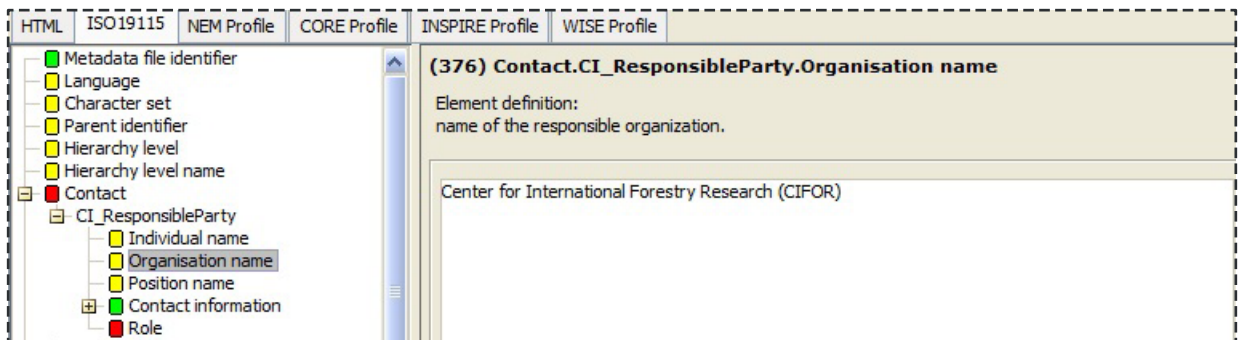 HTML ISO19115 NEM Profile CORE Profile INSPIRE Profile WISE Profile
Metadata file identifier
Language
Character set
Parent identifier
Hierarchy level
Hierarchy level name
Contact
CI_ResponsibleParty
Individual name
Organisation name
Position name
Contact information
Role
(376) Contact.CI_ResponsibleParty.Organisation name
Element definition:
name of the responsible organization.
Center for International Forestry Research (CIFOR)